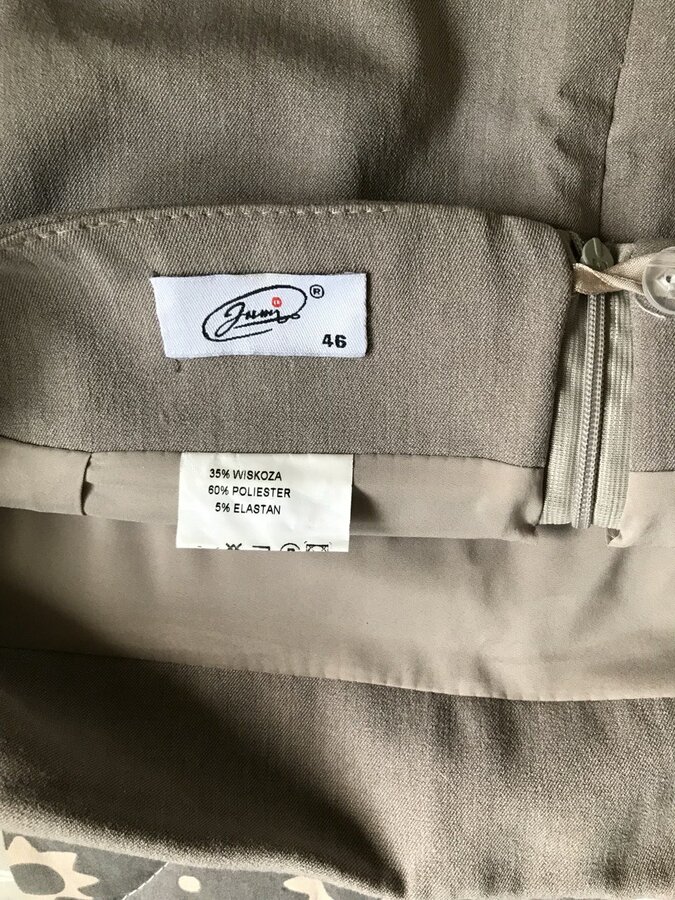 ®
46
35% WISKOZA
60% POLIESTER
5% ELASTAN